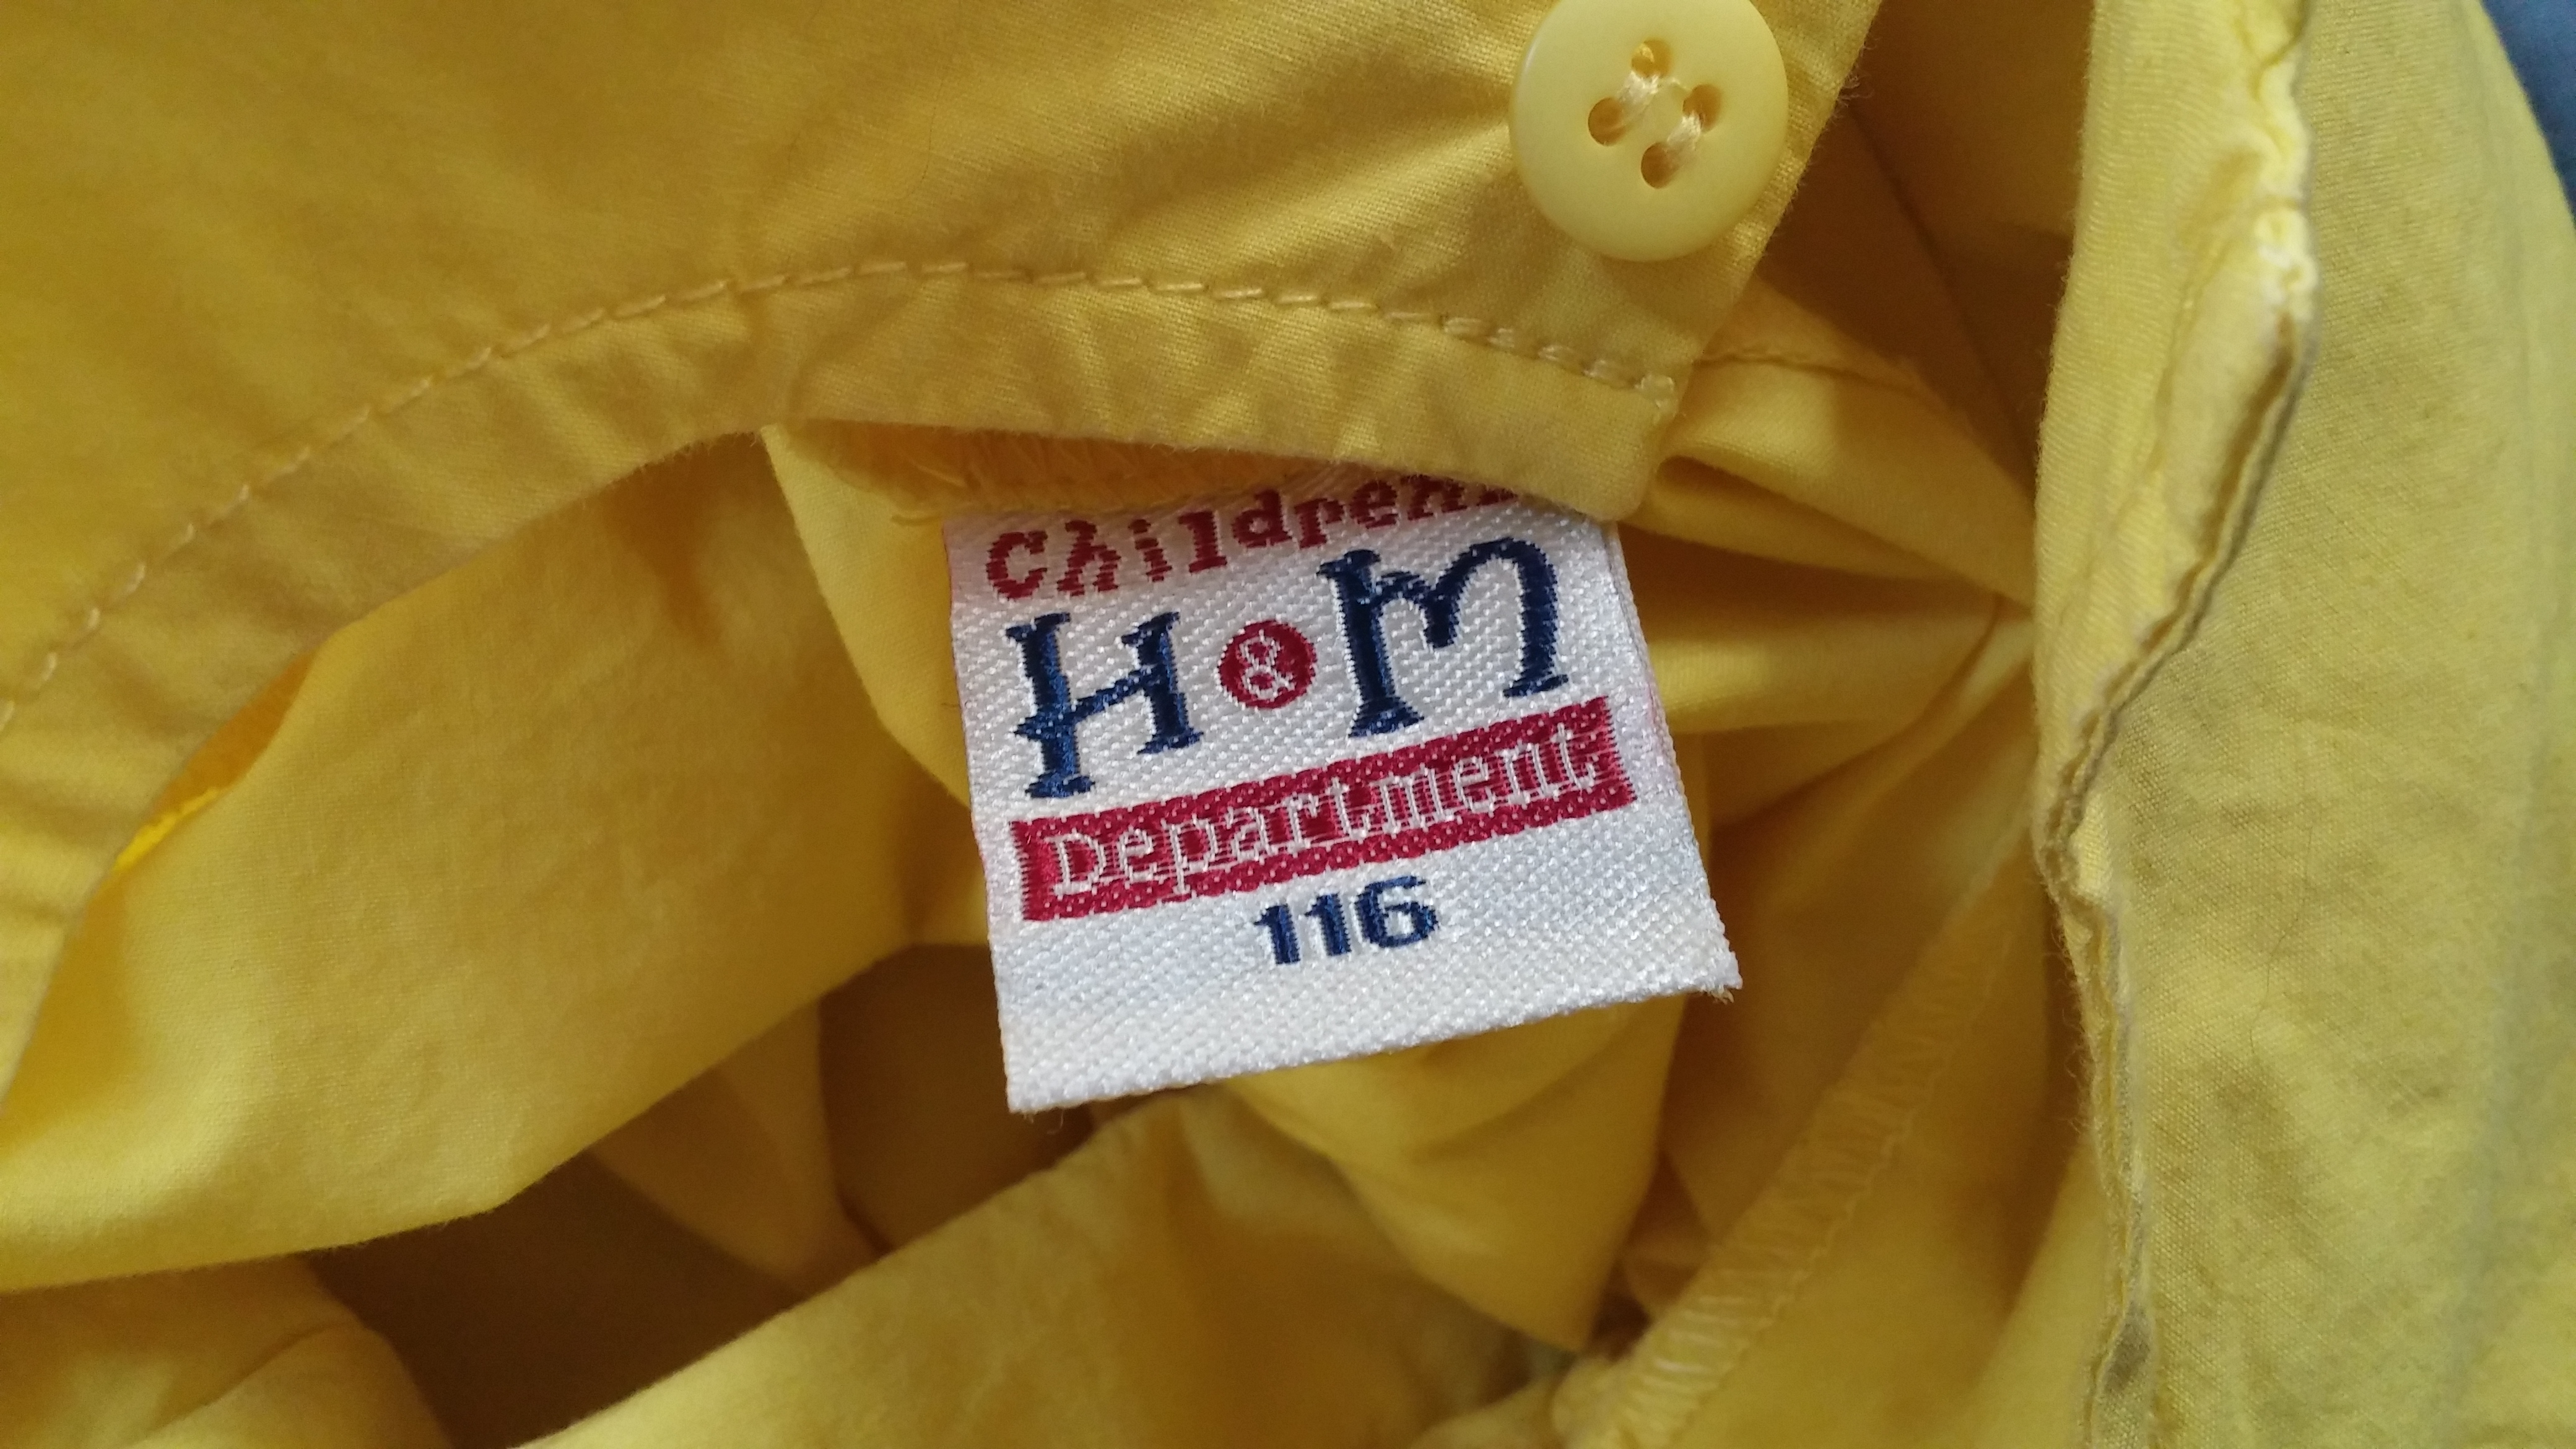 Children's
H & M
Department
116